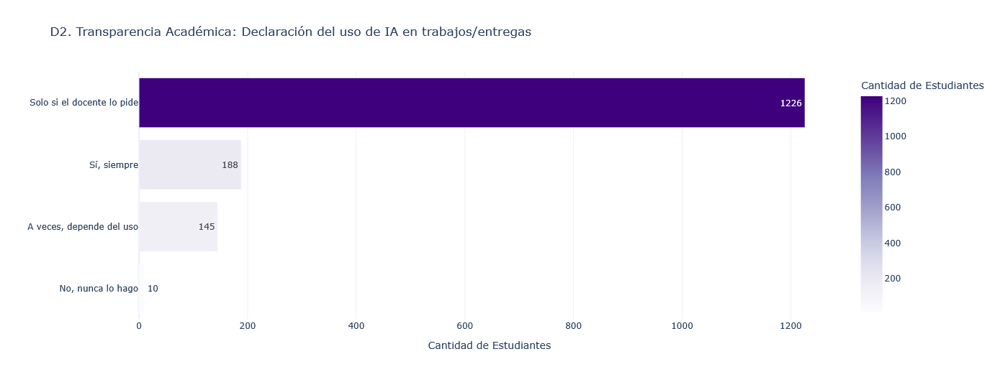 D2. Transparencia Académica: Declaración del uso de IA en trabajos/entregas
Cantidad de Estudiantes
Solo si el docente lo pide
1226
Sí, siempre
188
A veces, depende del uso
145
No, nunca lo hago
10
1200
1000
800
600
400
200
0
200
400
600
800
1000
1200
Cantidad de Estudiantes